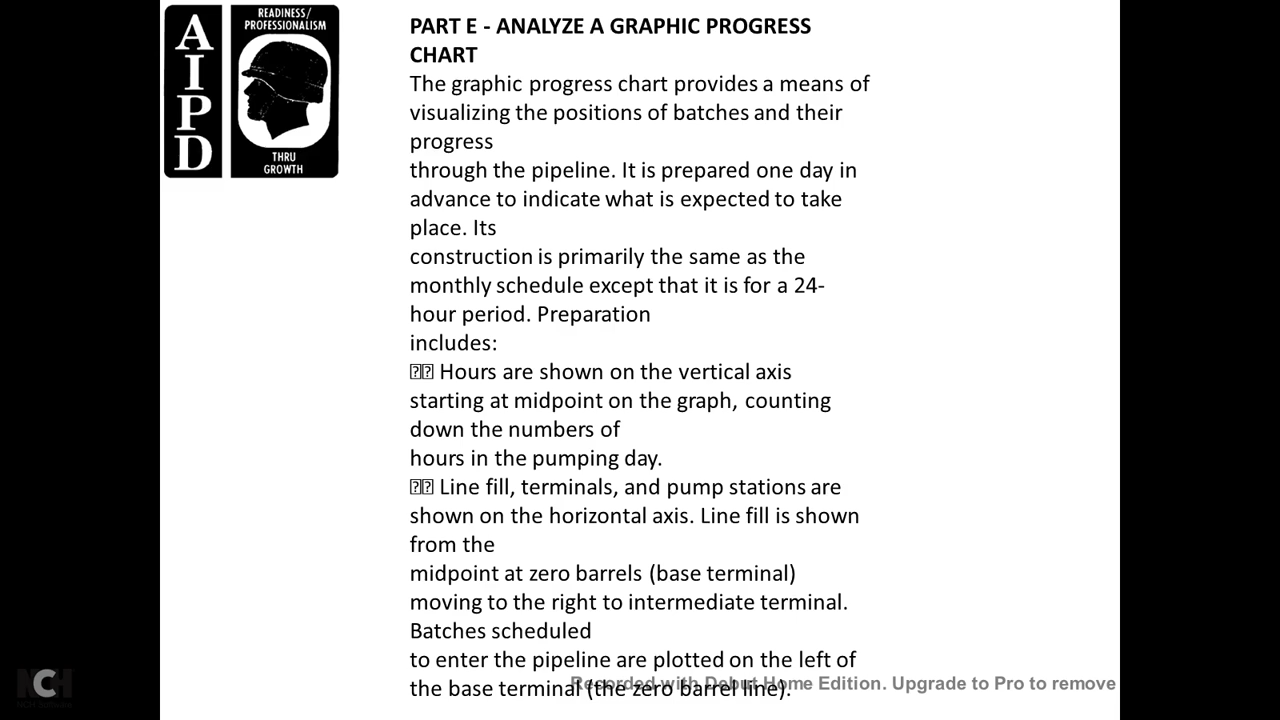 READINESS/
PROFESSIONALISM
A
I
P
D
THRU
GROWTH
PART E - ANALYZE A GRAPHIC PROGRESS
CHART
The graphic progress chart provides a means of
visualizing the positions of batches and their
progress
through the pipeline. It is prepared one day in
advance to indicate what is expected to take
place. Its
construction is primarily the same as the
monthly schedule except that it is for a 24-
hour period. Preparation
includes:
⍰⍰ Hours are shown on the vertical axis
starting at midpoint on the graph, counting
down the numbers of
hours in the pumping day.
⍰⍰ Line fill, terminals, and pump stations are
shown on the horizontal axis. Line fill is shown
from the
midpoint at zero barrels (base terminal)
moving to the right to intermediate terminal.
Batches scheduled
to enter the pipeline are plotted on the left of
the base terminal (the zero barrel line).
Recorded with Debut Home Edition. Upgrade to Pro to remove
NCH
NCH Software